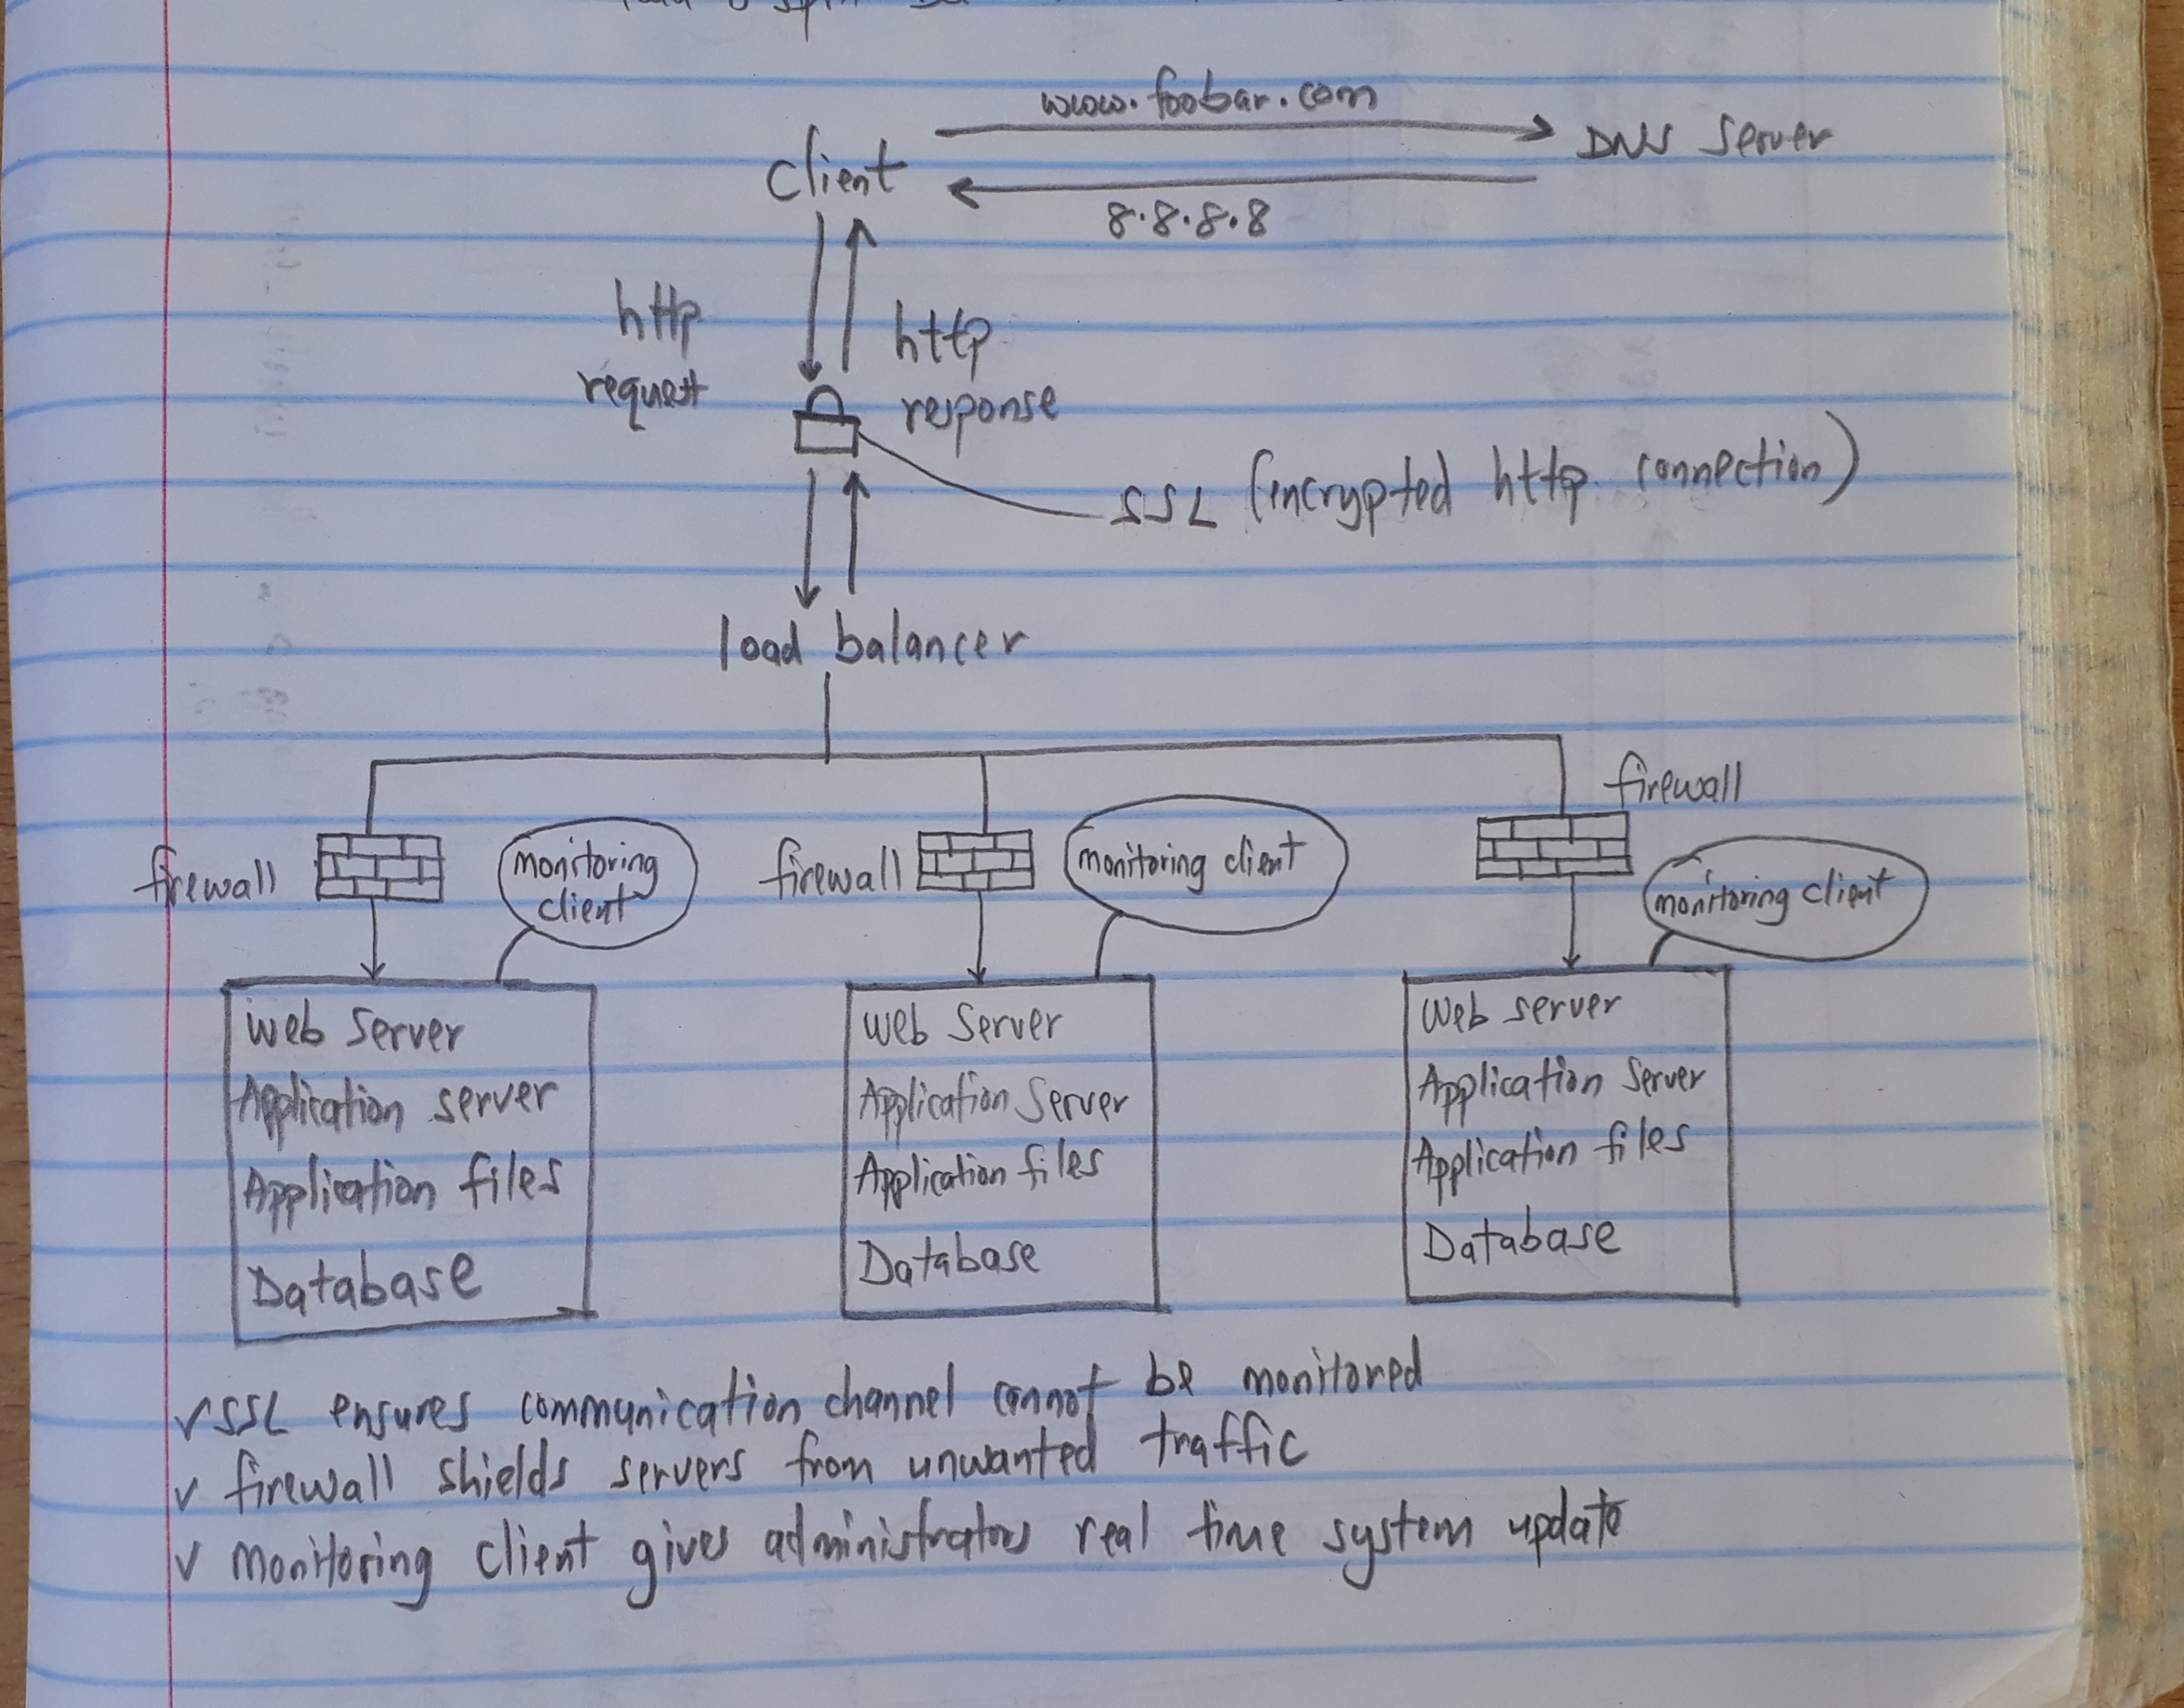 www.foobar.com
client
DNS Server
8.8.8.8
http
request
http
response
SSL (encrypted http connection)
load balancer
firewall
firewall
firewall
monitoring
client
monitoring client
monitoring client
Web Server
Application server
Application files
Database
Web Server
Application Server
Application files
Database
Web server
Application Server
Application files
Database
✓ SSL ensures communication channel cannot be monitored
✓ firewall shields servers from unwanted traffic
✓ monitoring client gives administrators real time system update